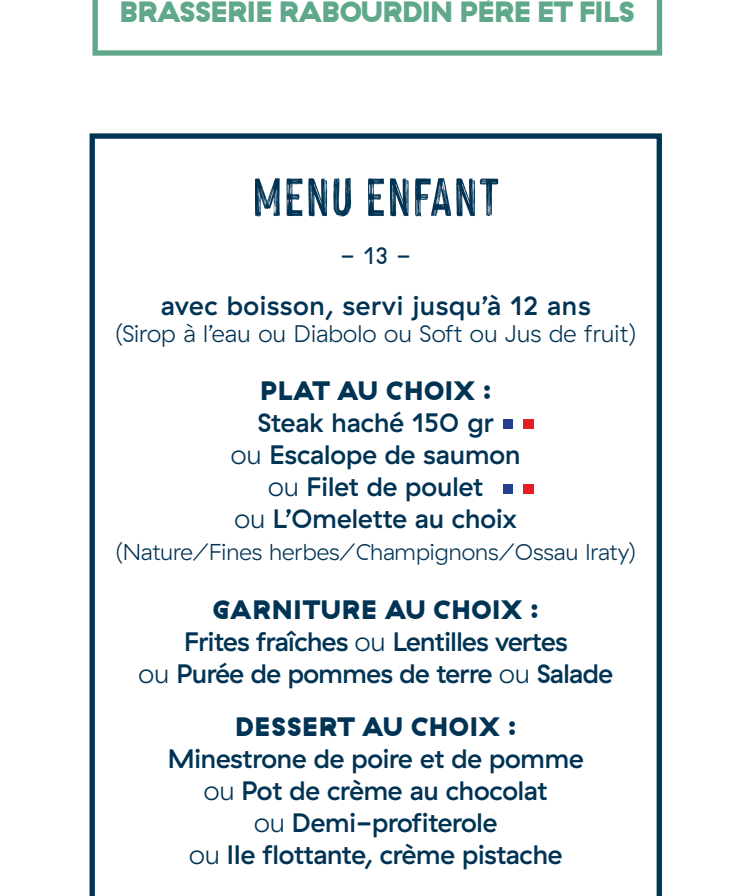 BRASSERIE RABOURDIN PÈRE ET FILS
MENU ENFANT
– 13 –
avec boisson, servi jusqu'à 12 ans
(Sirop à l'eau ou Diabolo ou Soft ou Jus de fruit)
PLAT AU CHOIX :
Steak haché 150 gr
ou Escalope de saumon
ou Filet de poulet
ou L'Omelette au choix
(Nature/Fines herbes/Champignons/Ossau Iraty)
GARNITURE AU CHOIX :
Frites fraîches ou Lentilles vertes
ou Purée de pommes de terre ou Salade
DESSERT AU CHOIX :
Minestrone de poire et de pomme
ou Pot de crème au chocolat
ou Demi-profiterole
ou Ile flottante, crème pistache